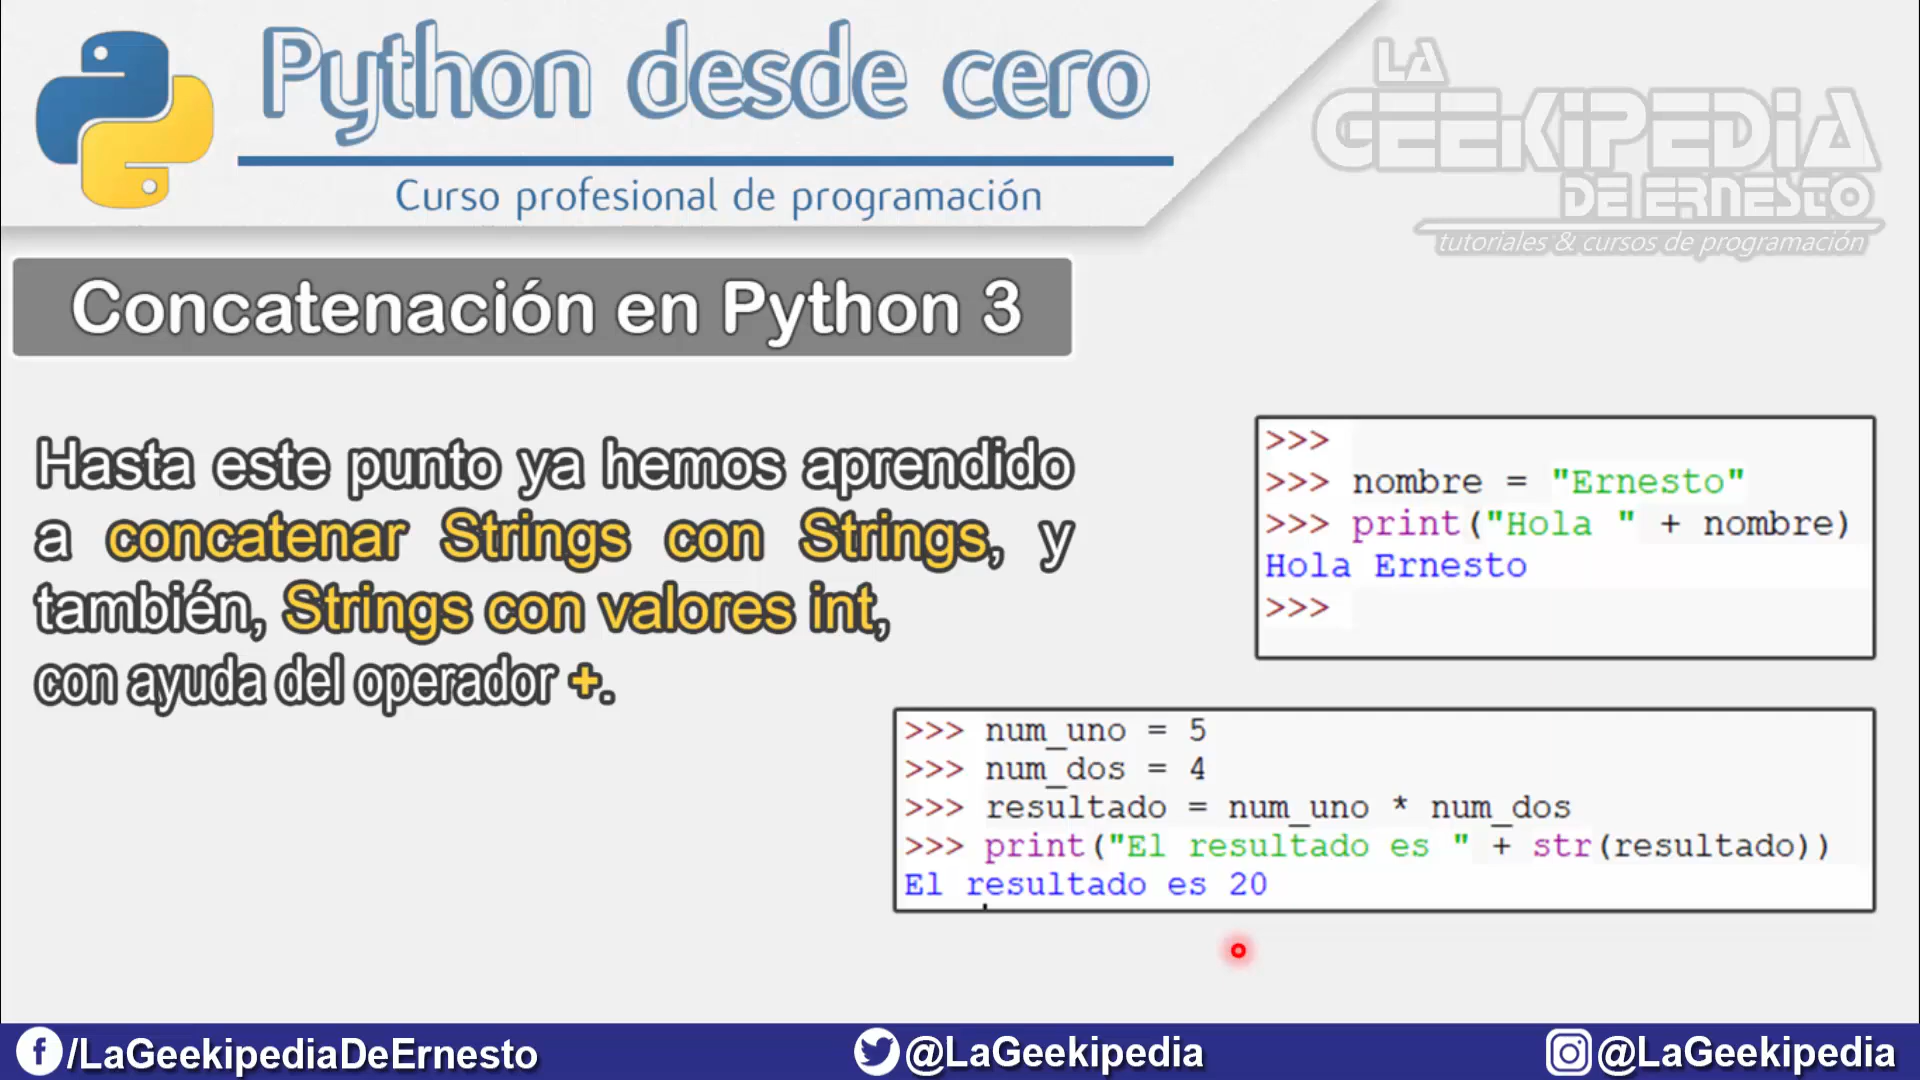 Python desde cero
Curso profesional de programación
LA
GEEKIPEDIA
DE ERNESTO
tutoriales & cursos de programación
Concatenación en Python 3
Hasta este punto ya hemos aprendido
a concatenar Strings con Strings, y
también, Strings con valores int,
con ayuda del operador +.
>>>
>>> nombre = "Ernesto"
>>> print("Hola " + nombre)
Hola Ernesto
>>>
>>> num_uno = 5
>>> num_dos = 4
>>> resultado = num_uno * num_dos
>>> print("El resultado es " + str(resultado))
El resultado es 20
/LaGeekipediaDeErnesto
@LaGeekipedia
@LaGeekipedia